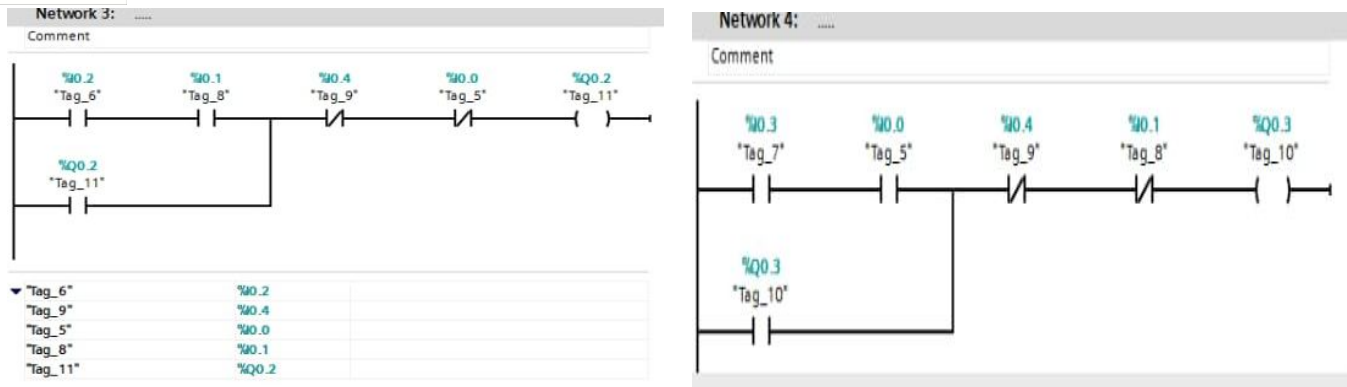 Network 3: .....
Comment
%I0.2 %I0.1 %I0.4 %I0.0 %Q0.2
"Tag_6" "Tag_8" "Tag_9" "Tag_5" "Tag_11"
%Q0.2
"Tag_11"
"Tag_6" %I0.2
"Tag_9" %I0.4
"Tag_5" %I0.0
"Tag_8" %I0.1
"Tag_11" %Q0.2
Network 4: .....
Comment
%I0.3 %I0.0 %I0.4 %I0.1 %Q0.3
"Tag_7" "Tag_5" "Tag_9" "Tag_8" "Tag_10"
%Q0.3
"Tag_10"